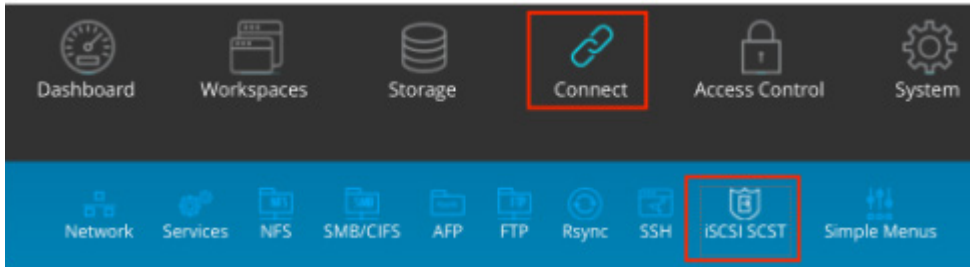 Dashboard Workspaces Storage Connect Access Control System
Network Services NFS SMB/CIFS AFP FTP Rsync SSH iSCSI SCST Simple Menus